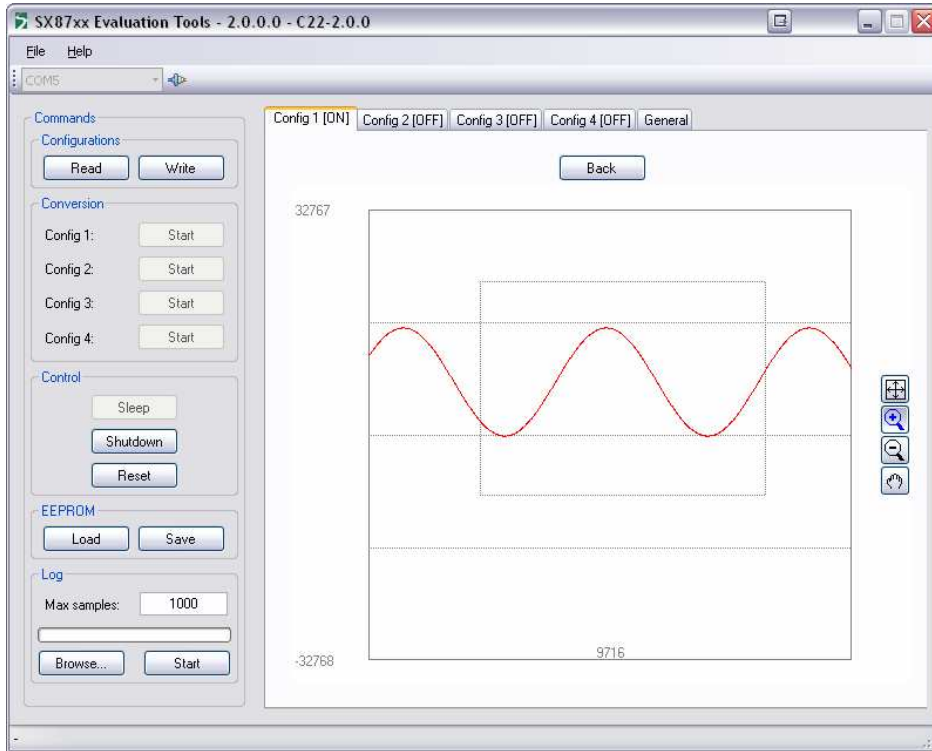 SX87xx Evaluation Tools - 2.0.0.0 - C22-2.0.0
File Help
COM5
Commands
Configurations
Read Write
Conversion
Config 1: Start
Config 2: Start
Config 3: Start
Config 4: Start
Control
Sleep
Shutdown
Reset
EEPROM
Load Save
Log
Max samples: 1000
Browse... Start
Config 1 [ON] Config 2 [OFF] Config 3 [OFF] Config 4 [OFF] General
Back
32767
-32768
9716
-